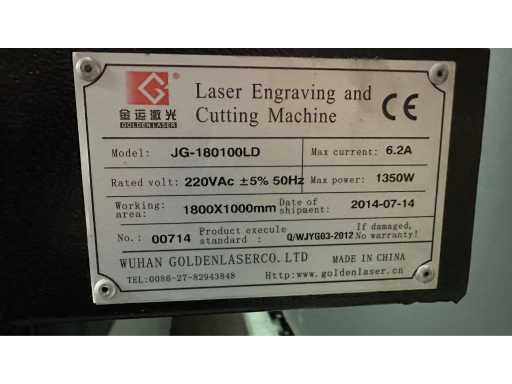 G
金运激光
GOLDENLASER
Laser Engraving and
Cutting Machine
CE
Model: JG-180100LD
Max current: 6.2A
Rated volt: 220VAc ±5% 50Hz
Max power: 1350W
Working area: 1800X1000mm
Date of shipment: 2014-07-14
No.: 00714
Product execule standard : Q/WJYG03-2012
If damaged, No warranty!
WUHAN GOLDENLASERCO.LTD
MADE IN CHINA
TEL:0086-27-82943848
Http:www.goldenlaser.cn